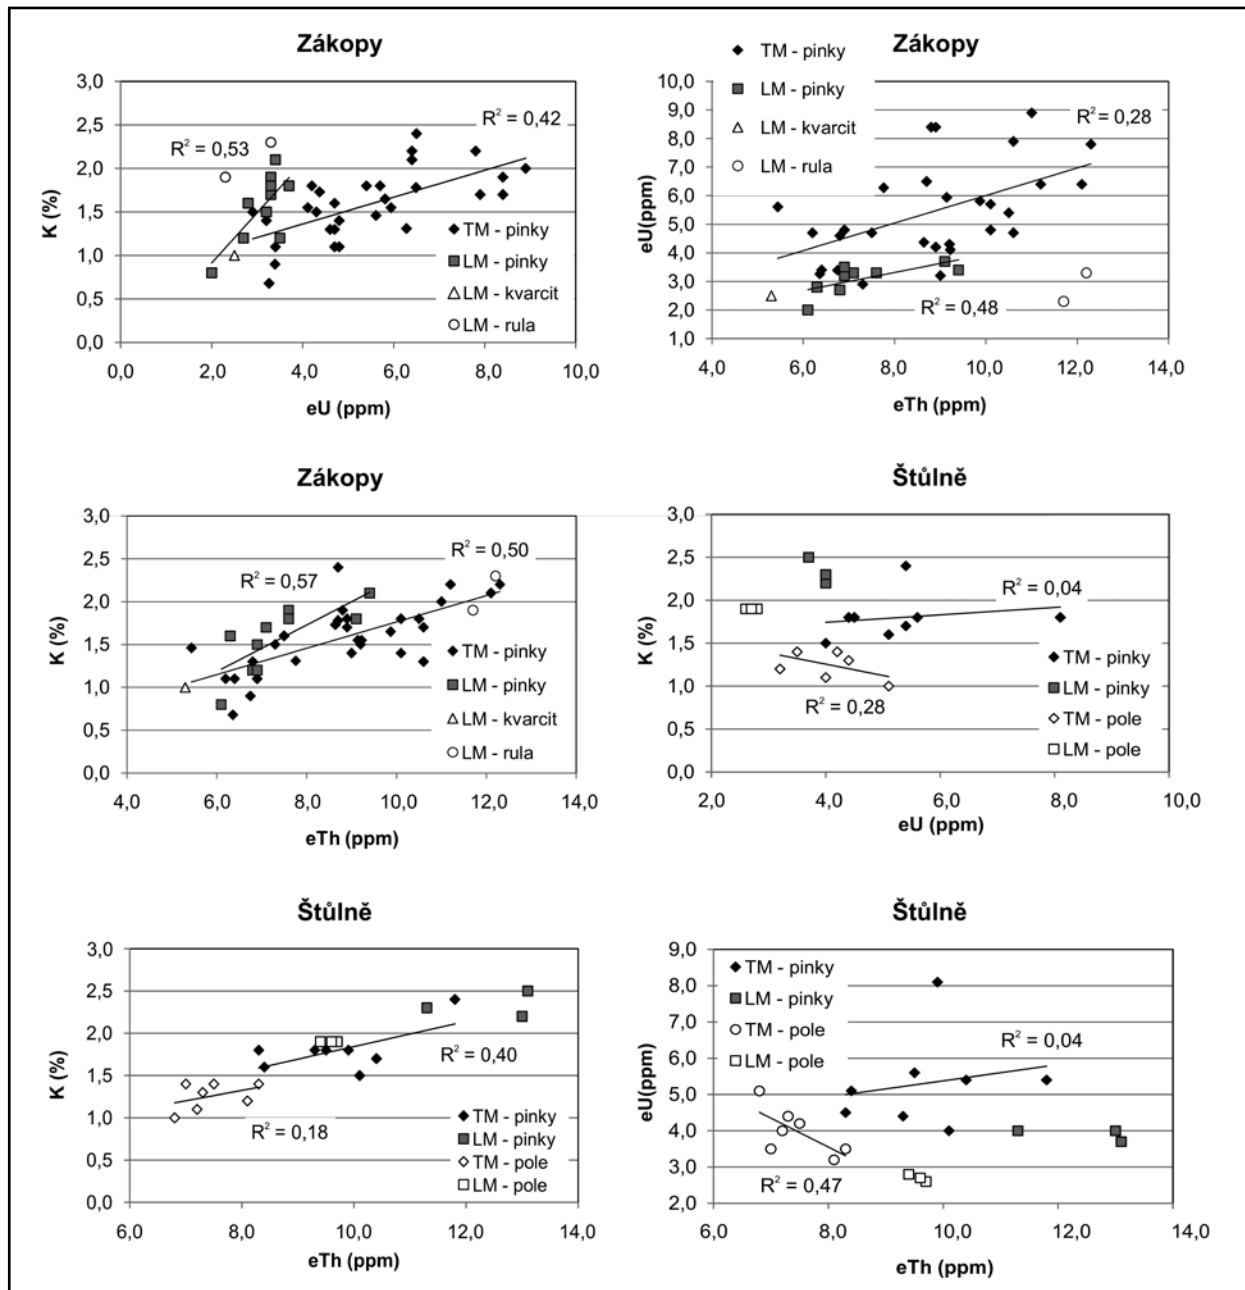 Zákopy
3,0
2,5
2,0
1,5
1,0
0,5
0,0
K (%)
R² = 0,53
R² = 0,42
TM - pinky
LM - pinky
LM - kvarcit
LM - rula
0,0 2,0 4,0 6,0 8,0 10,0
eU (ppm)
Zákopy
TM - pinky
LM - pinky
LM - kvarcit
LM - rula
10,0
9,0
8,0
7,0
6,0
5,0
4,0
3,0
2,0
1,0
eU(ppm)
R² = 0,28
R² = 0,48
4,0 6,0 8,0 10,0 12,0 14,0
eTh (ppm)
Zákopy
3,0
2,5
2,0
1,5
1,0
0,5
0,0
K (%)
R² = 0,57
R² = 0,50
TM - pinky
LM - pinky
LM - kvarcit
LM - rula
4,0 6,0 8,0 10,0 12,0 14,0
eTh (ppm)
Štůlně
3,0
2,5
2,0
1,5
1,0
0,5
0,0
K (%)
R² = 0,04
R² = 0,28
TM - pinky
LM - pinky
TM - pole
LM - pole
2,0 4,0 6,0 8,0 10,0
eU (ppm)
Štůlně
3,0
2,5
2,0
1,5
1,0
0,5
0,0
K (%)
R² = 0,40
R² = 0,18
TM - pinky
LM - pinky
TM - pole
LM - pole
6,0 8,0 10,0 12,0 14,0
eTh (ppm)
Štůlně
9,0
8,0
7,0
6,0
5,0
4,0
3,0
2,0
eU(ppm)
TM - pinky
LM - pinky
TM - pole
LM - pole
R² = 0,04
R² = 0,47
6,0 8,0 10,0 12,0 14,0
eTh (ppm)